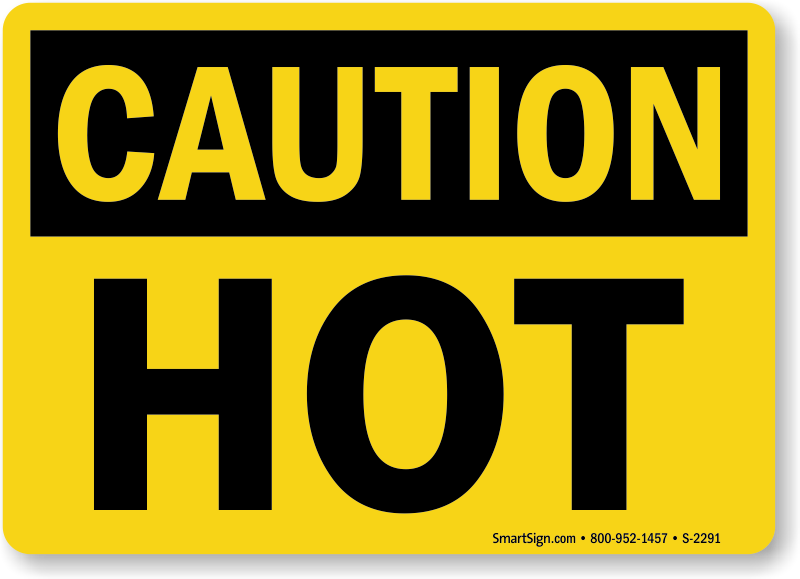 CAUTION
HOT
SmartSign.com • 800-952-1457 • S-2291